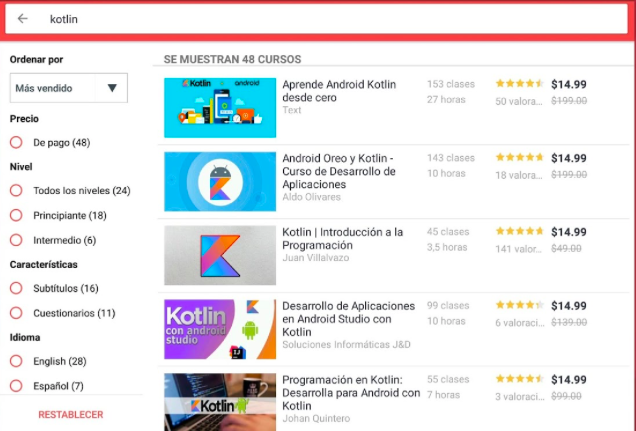 kotlin
Ordenar por
Más vendido
Precio
De pago (48)
Nivel
Todos los niveles (24)
Principiante (18)
Intermedio (6)
Características
Subtítulos (16)
Cuestionarios (11)
Idioma
English (28)
Español (7)
RESTABLECER
SE MUESTRAN 48 CURSOS
Kotlin android
Aprende Android Kotlin
desde cero
Text
153 clases
27 horas
50 valora...
$14.99
$199.00
Android Oreo y Kotlin -
Curso de Desarrollo de
Aplicaciones
Aldo Olivares
143 clases
10 horas
18 valora...
$14.99
$199.00
Kotlin | Introducción a la
Programación
Juan Villalvazo
45 clases
3,5 horas
141 valor...
$14.99
$49.00
Kotlin
con android
studio
Desarrollo de Aplicaciones
en Android Studio con
Kotlin
Soluciones Informáticas J&D
99 clases
10 horas
6 valoraci...
$14.99
$139.00
Kotlin
Programación en Kotlin:
Desarrolla para Android con
Kotlin
Johan Quintero
55 clases
7 horas
3 valoraci...
$14.99
$99.00